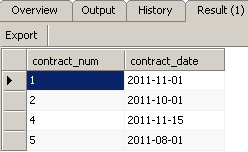 Overview Output History Result (1)
Export
contract_num contract_date
1 2011-11-01
2 2011-10-01
4 2011-11-15
5 2011-08-01